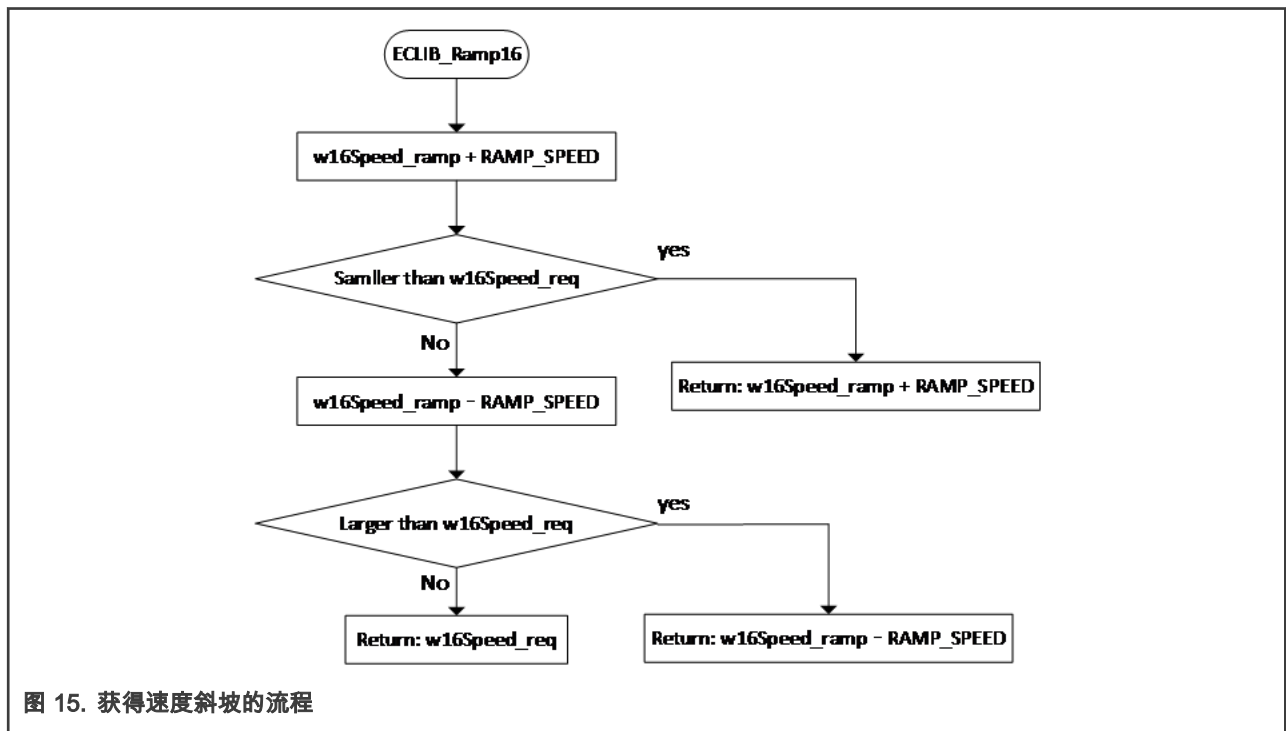 ECLIB_Ramp16
w16Speed_ramp + RAMP_SPEED
yes
Samller than w16Speed_req
No
Return: w16Speed_ramp + RAMP_SPEED
w16Speed_ramp - RAMP_SPEED
yes
Larger than w16Speed_req
No
Return: w16Speed_req
Return: w16Speed_ramp - RAMP_SPEED
图 15. 获得速度斜坡的流程